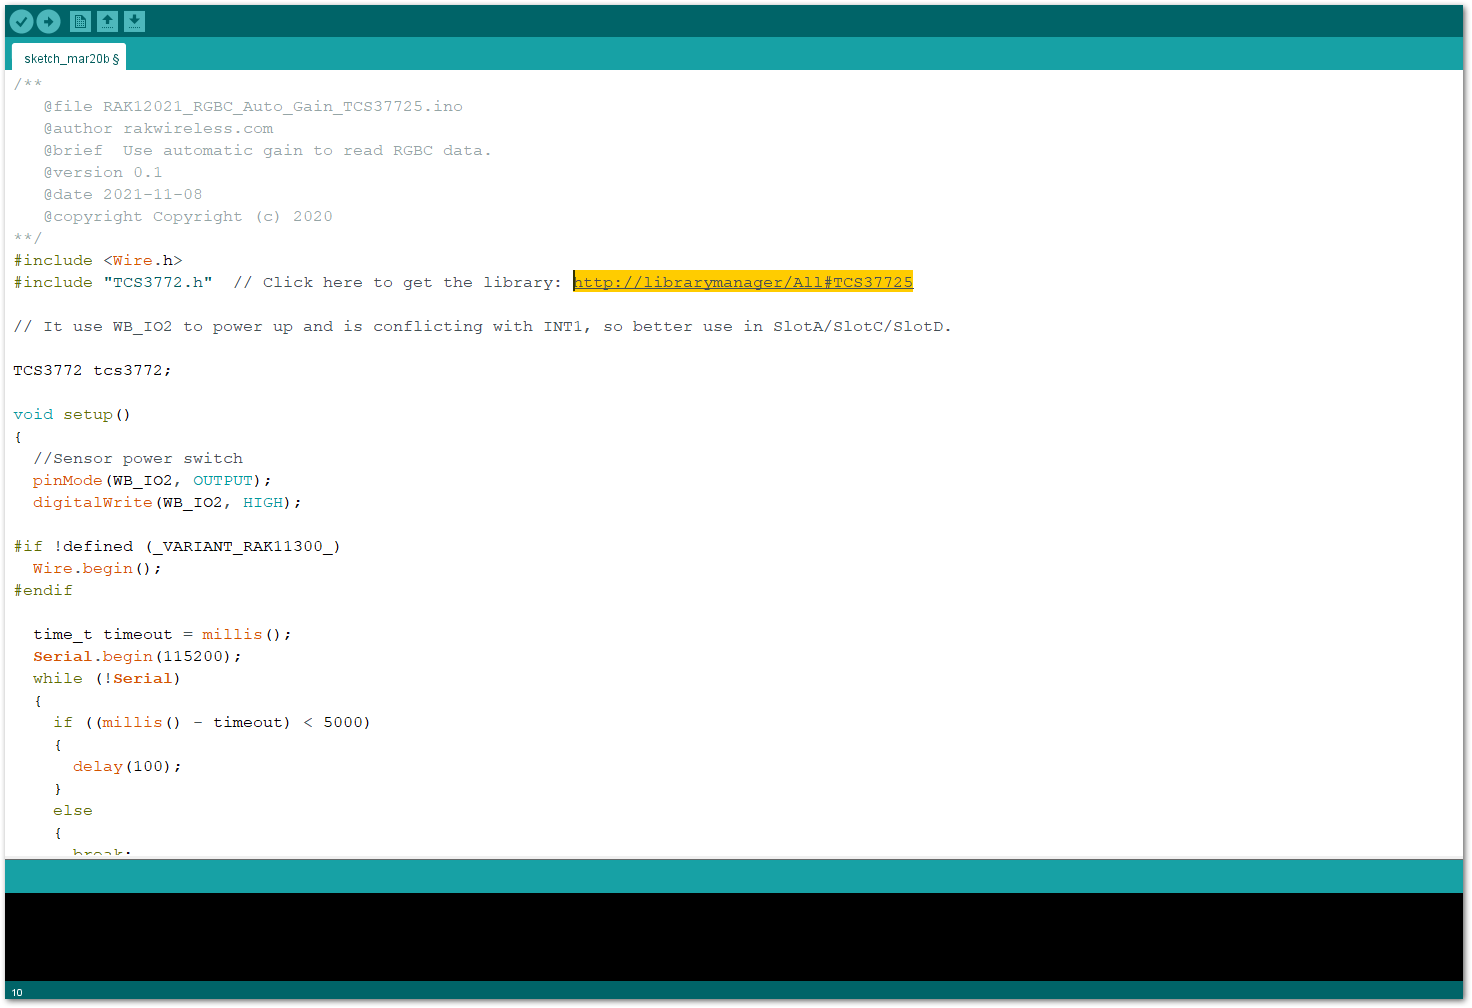 sketch_mar20b §
/**
   @file RAK12021_RGBC_Auto_Gain_TCS37725.ino
   @author rakwireless.com
   @brief  Use automatic gain to read RGBC data.
   @version 0.1
   @date 2021-11-08
   @copyright Copyright (c) 2020
**/
#include <Wire.h>
#include "TCS3772.h"  // Click here to get the library: http://librarymanager/All#TCS37725

// It use WB_IO2 to power up and is conflicting with INT1, so better use in SlotA/SlotC/SlotD.

TCS3772 tcs3772;

void setup()
{
  //Sensor power switch
  pinMode(WB_IO2, OUTPUT);
  digitalWrite(WB_IO2, HIGH);

#if !defined (_VARIANT_RAK11300_)
  Wire.begin();
#endif

  time_t timeout = millis();
  Serial.begin(115200);
  while (!Serial)
  {
    if ((millis() - timeout) < 5000)
    {
      delay(100);
    }
    else
    {
      break;
10